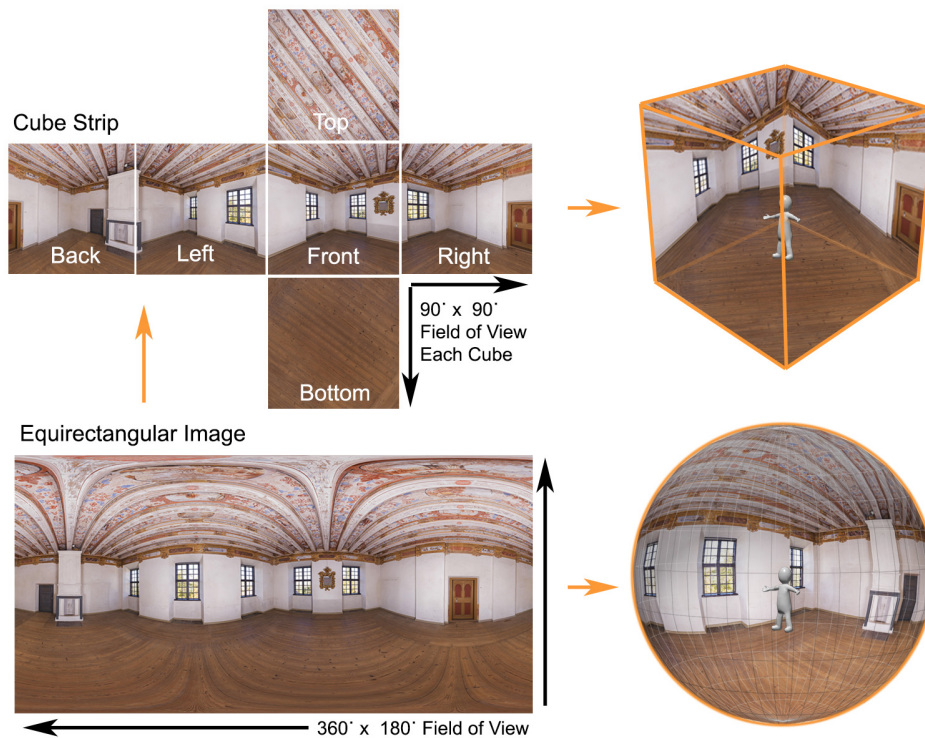 Top
Cube Strip
Back
Left
Front
Right
90˙ x 90˙
Field of View
Each Cube
Bottom
Equirectangular Image
360˙ x 180˙ Field of View